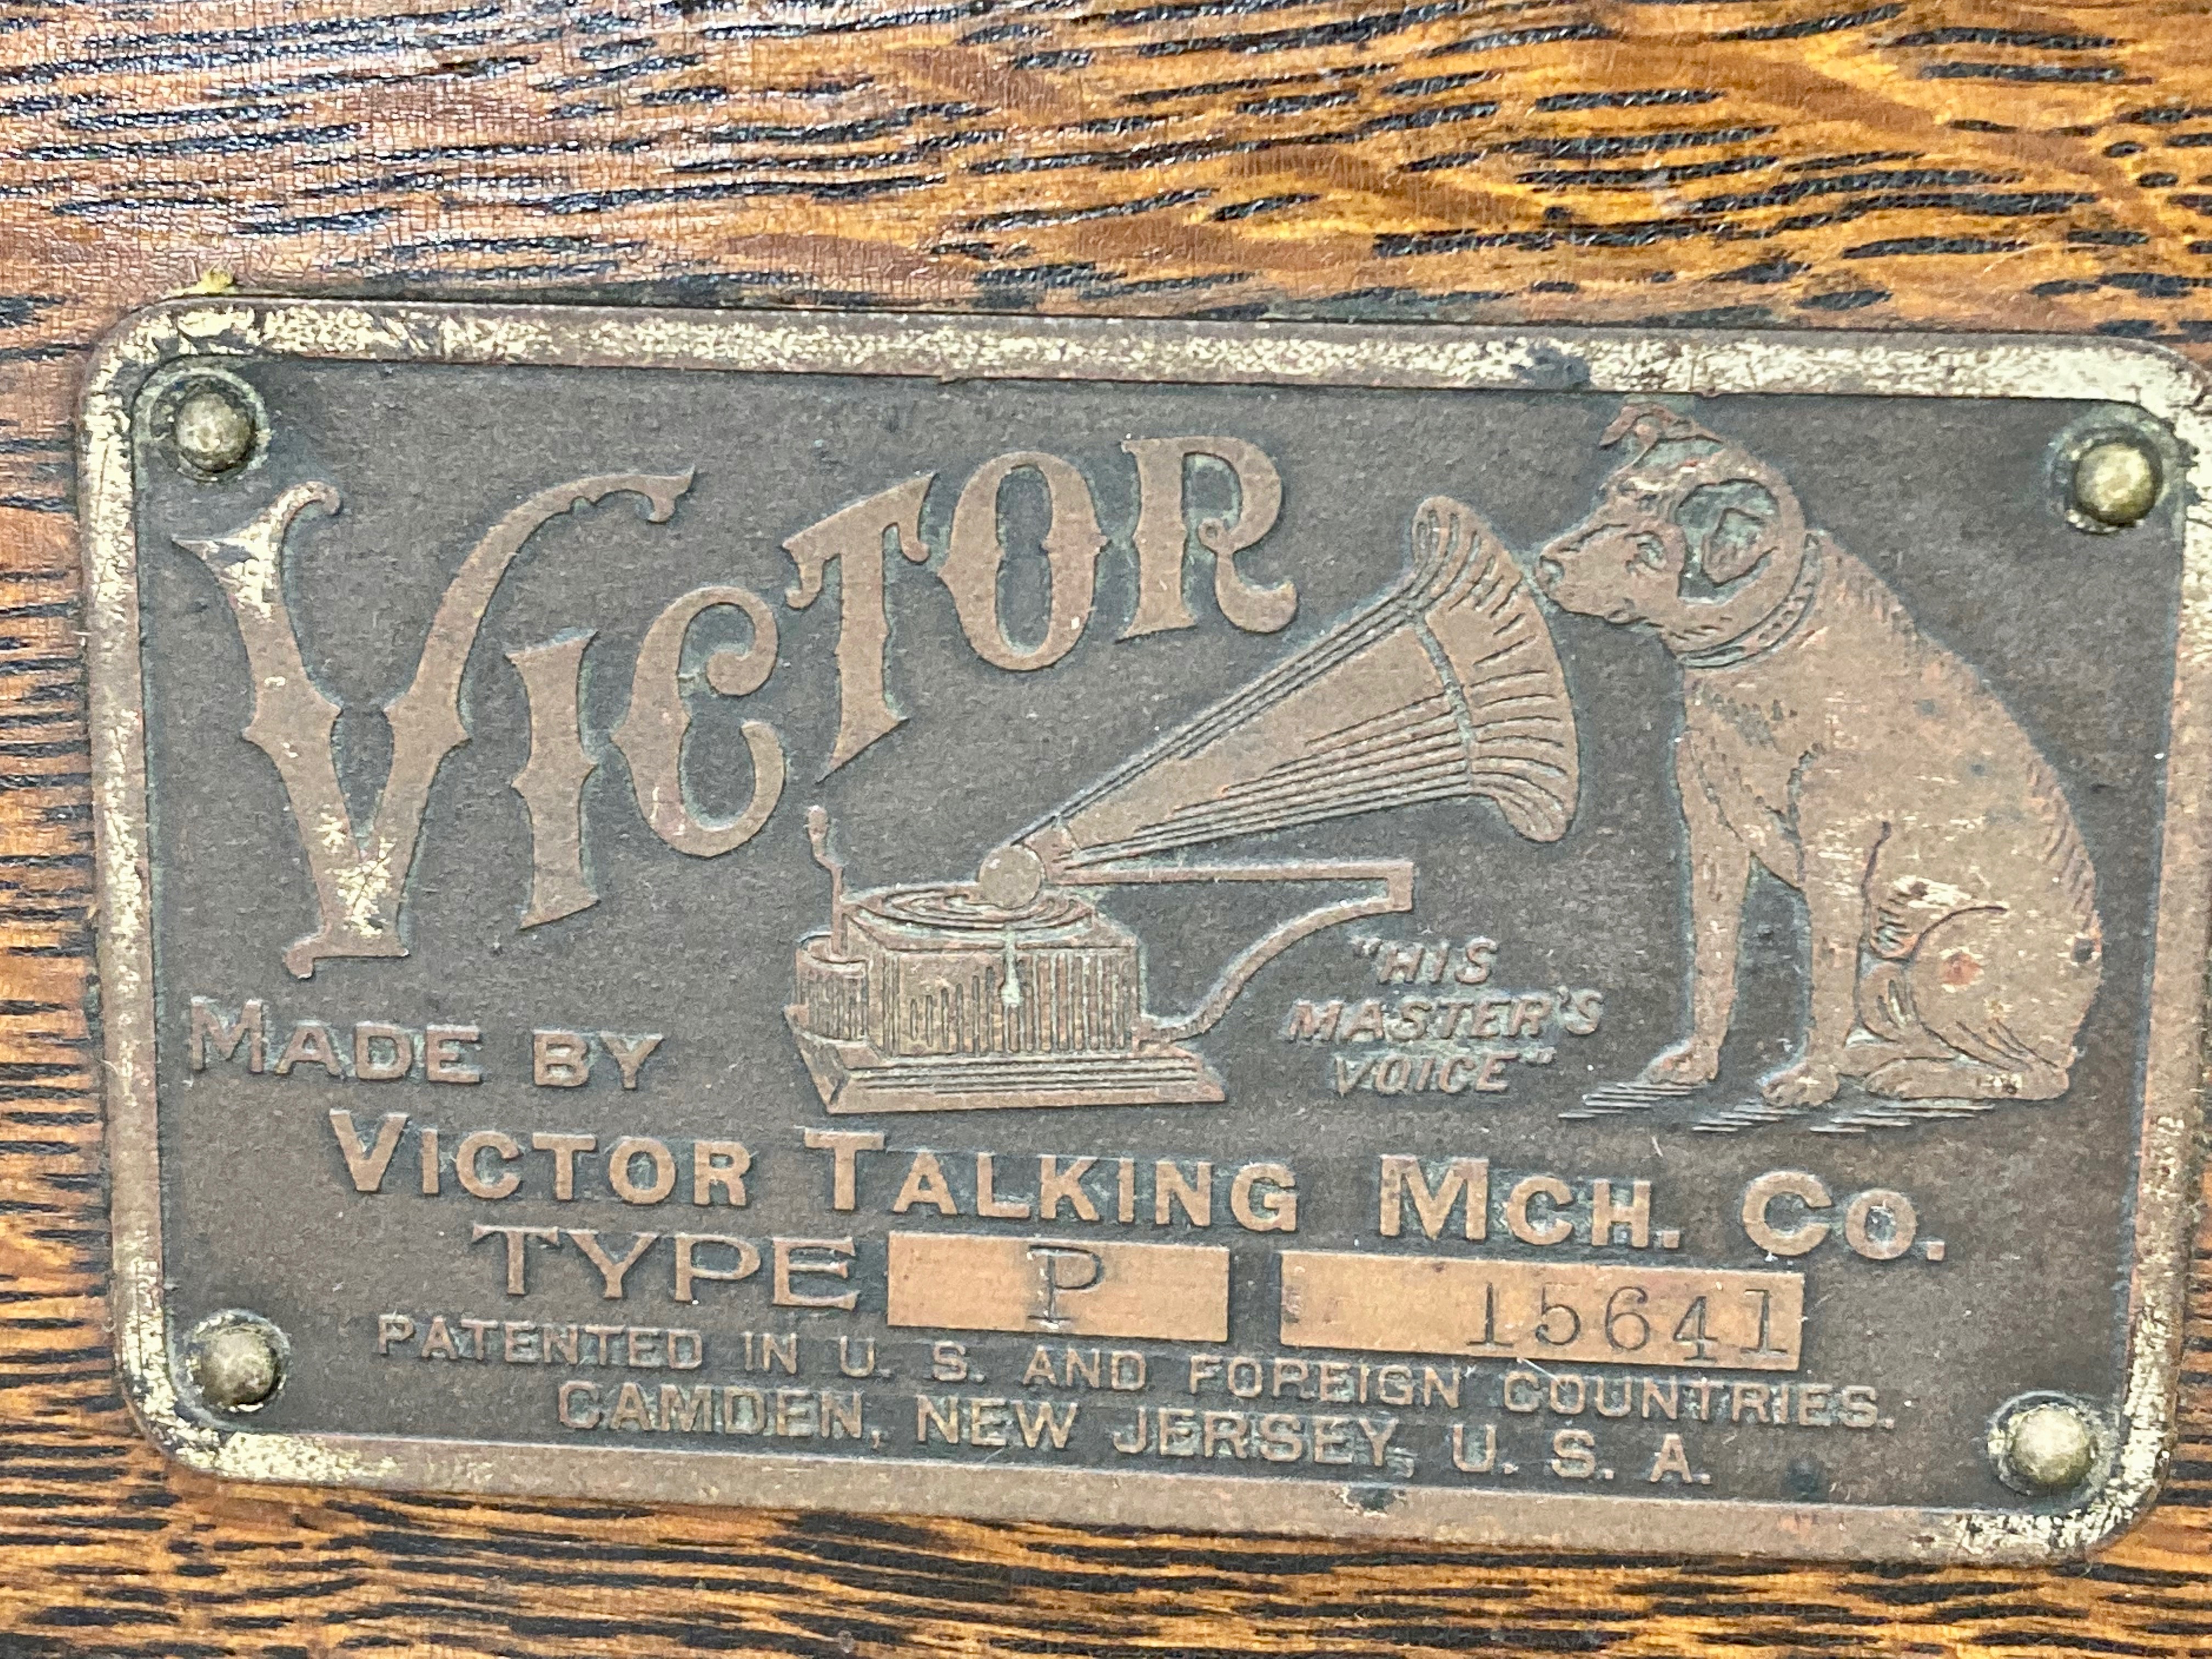 VICTOR
"HIS
MASTER'S
VOICE"
MADE BY
VICTOR TALKING MCH. CO.
TYPE P 15641
PATENTED IN U. S. AND FOREIGN COUNTRIES.
CAMDEN, NEW JERSEY, U. S. A.